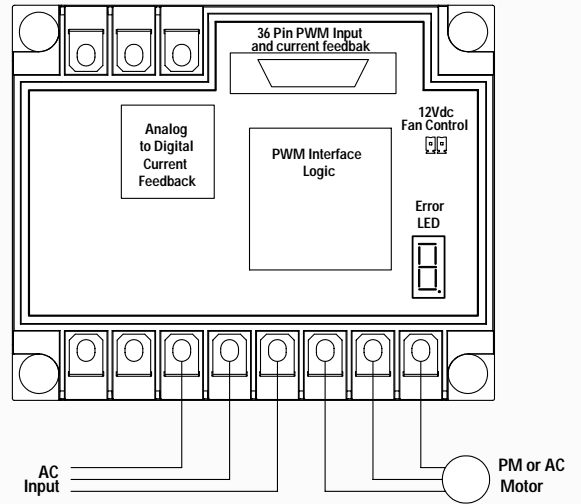 36 Pin PWM Input
and current feedbak
12Vdc
Fan Control
Analog
to Digital
Current
Feedback
PWM Interface
Logic
Error
LED
AC
Input
PM or AC
Motor